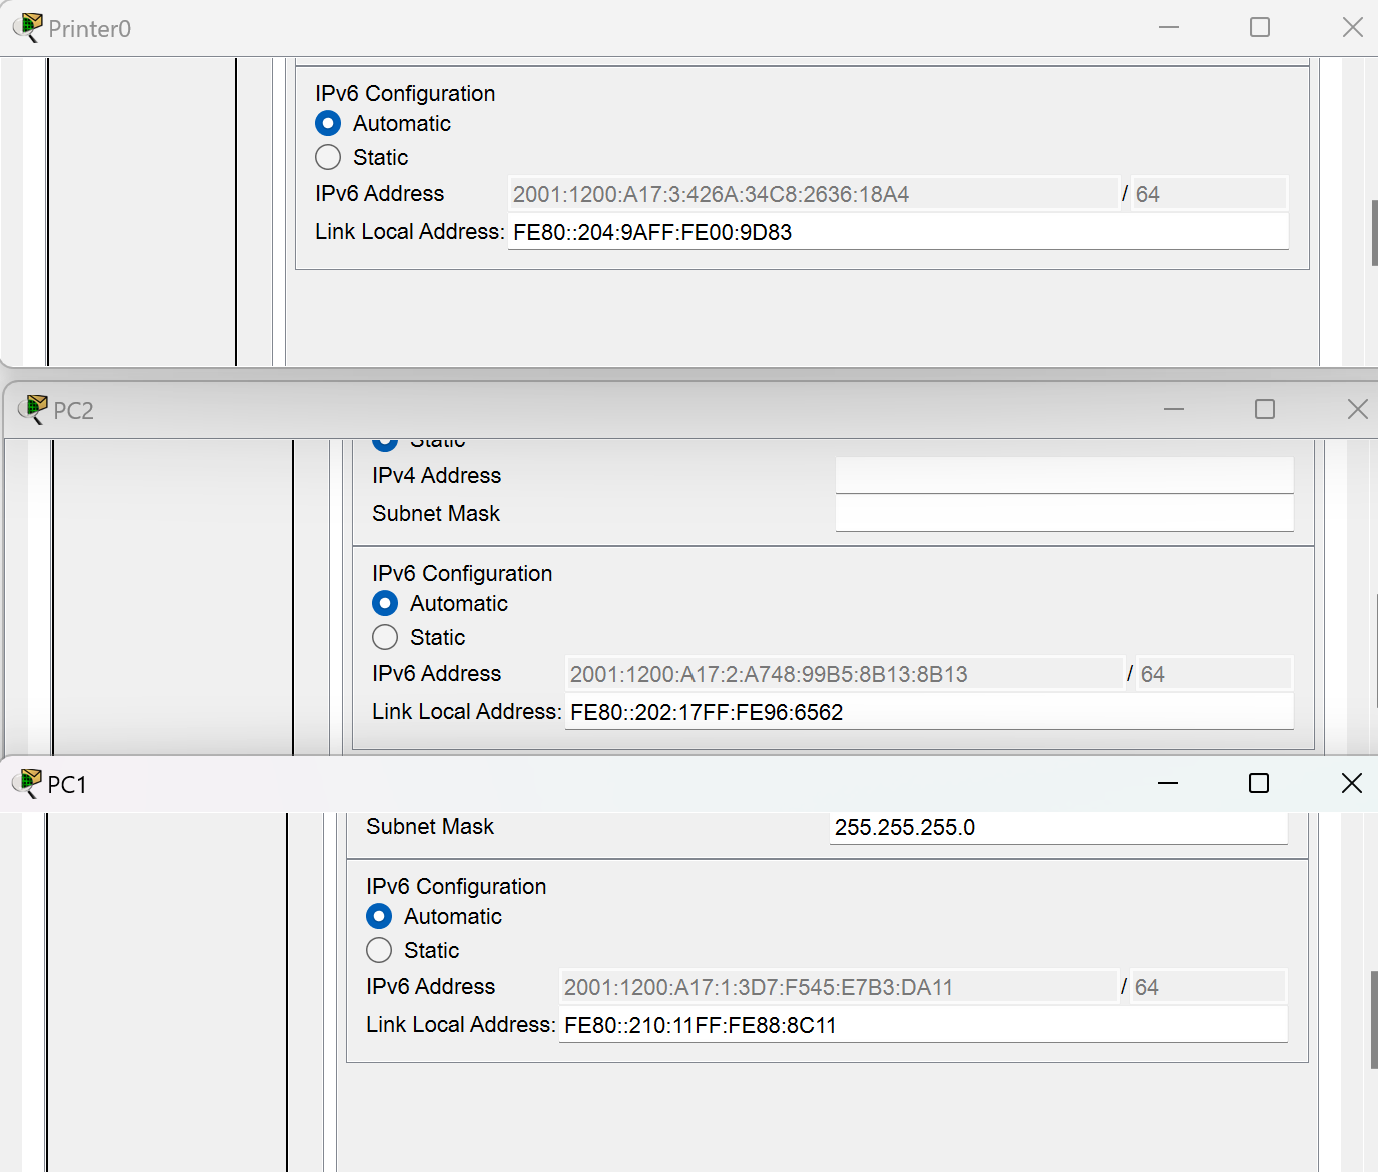 Printer0
IPv6 Configuration
Automatic
Static
IPv6 Address 2001:1200:A17:3:426A:34C8:2636:18A4 / 64
Link Local Address: FE80::204:9AFF:FE00:9D83
PC2
Static
IPv4 Address
Subnet Mask
IPv6 Configuration
Automatic
Static
IPv6 Address 2001:1200:A17:2:A748:99B5:8B13:8B13 / 64
Link Local Address: FE80::202:17FF:FE96:6562
PC1
Subnet Mask 255.255.255.0
IPv6 Configuration
Automatic
Static
IPv6 Address 2001:1200:A17:1:3D7:F545:E7B3:DA11 / 64
Link Local Address: FE80::210:11FF:FE88:8C11